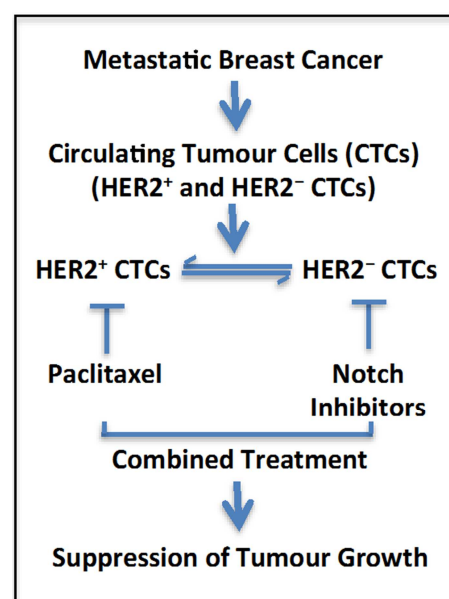 Metastatic Breast Cancer
Circulating Tumour Cells (CTCs)
(HER2⁺ and HER2⁻ CTCs)
HER2⁺ CTCs HER2⁻ CTCs
Paclitaxel Notch
Inhibitors
Combined Treatment
Suppression of Tumour Growth